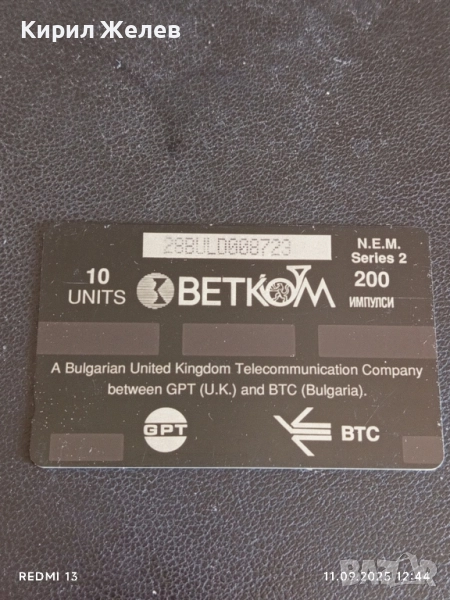 Кирил Желев
28BULD008723
N.E.M.
Series 2
10
UNITS
BETKOM
200
ИМПУЛСИ
A Bulgarian United Kingdom Telecommunication Company
between GPT (U.K.) and BTC (Bulgaria).
GPT
BTC
REDMI 13
11.09.2025 12:44
BAZAR